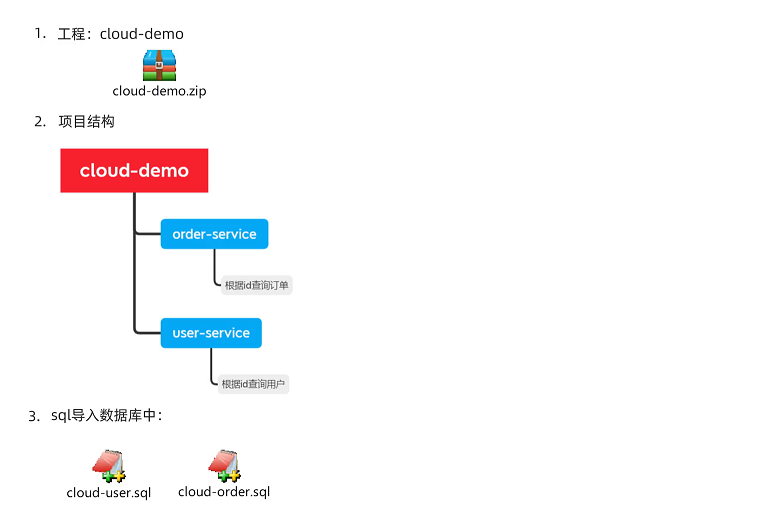 1. 工程：cloud-demo
cloud-demo.zip
2. 项目结构
cloud-demo
order-service
根据id查询订单
user-service
根据id查询用户
3. sql导入数据库中：
cloud-user.sql
cloud-order.sql